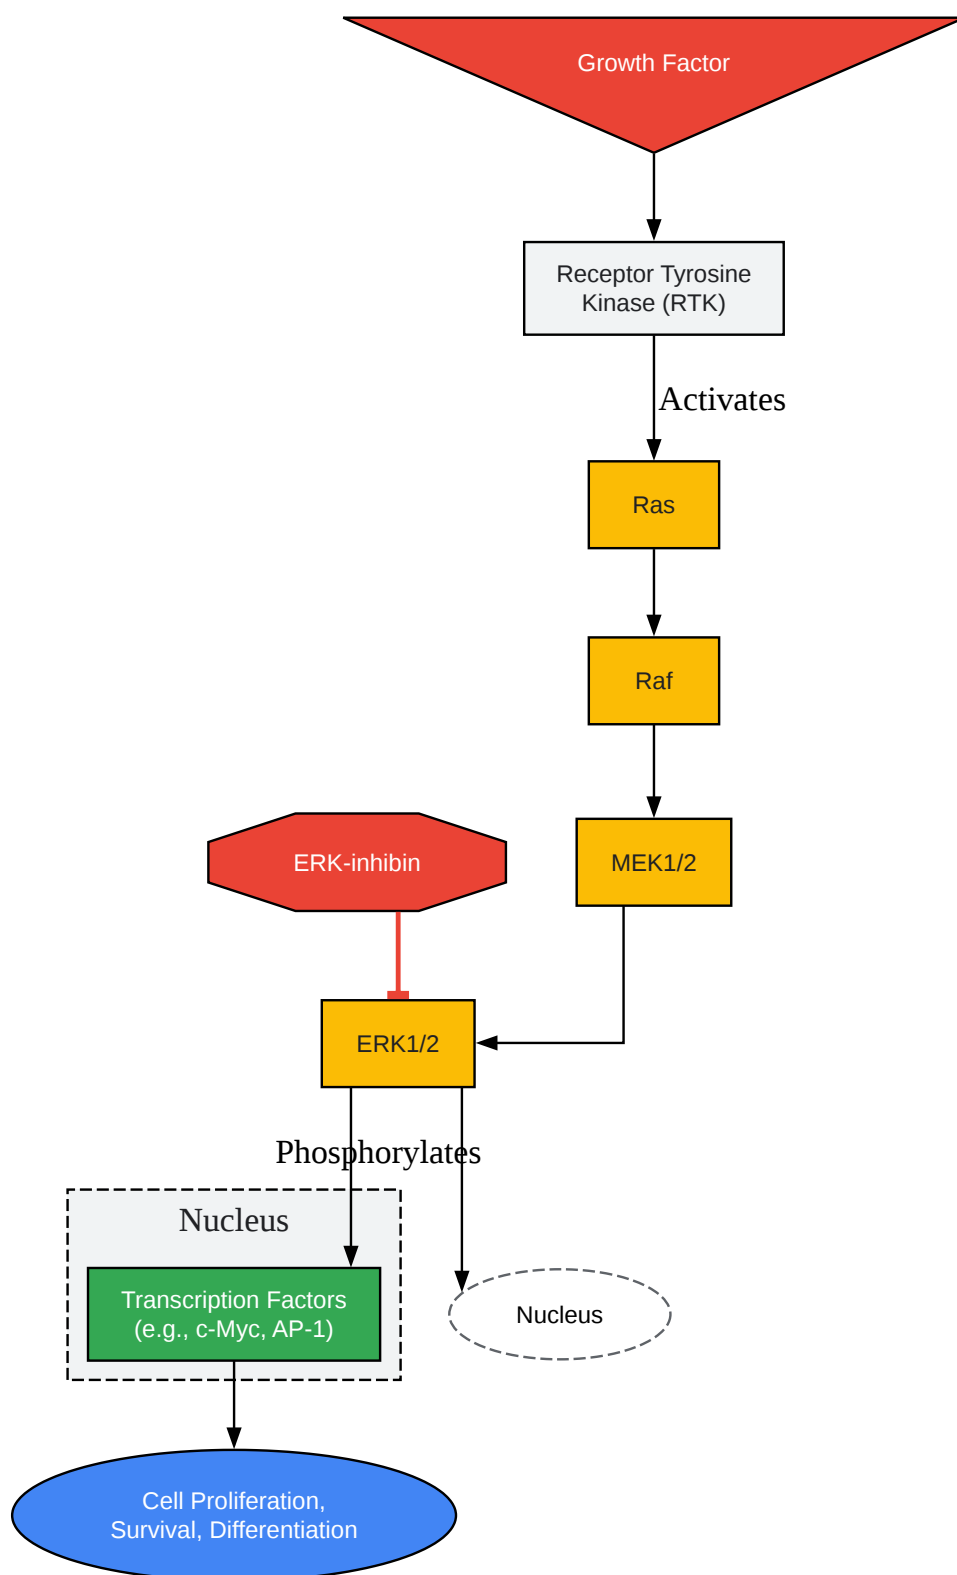 Growth Factor
Receptor Tyrosine
Kinase (RTK)
Activates
Ras
Raf
ERK-inhibin
MEK1/2
ERK1/2
Phosphorylates
Nucleus
Transcription Factors
(e.g., c-Myc, AP-1)
Nucleus
Cell Proliferation,
Survival, Differentiation